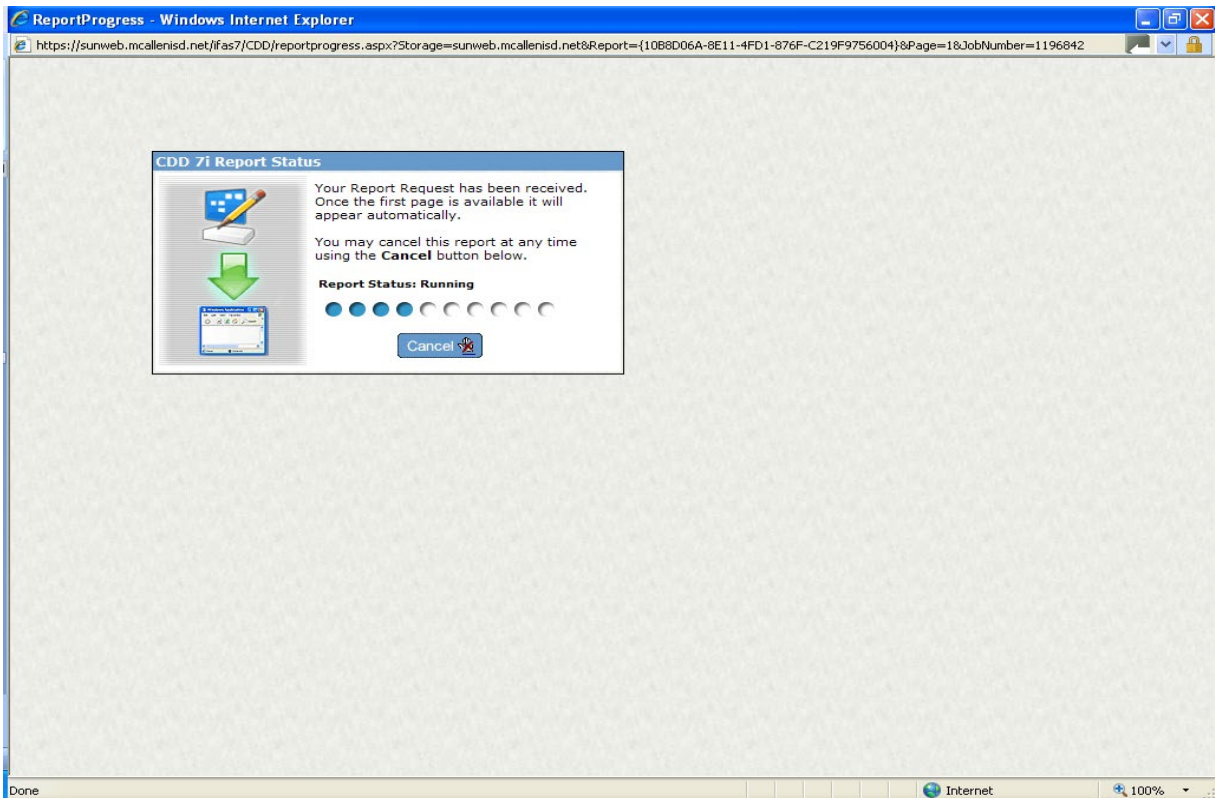 ReportProgress - Windows Internet Explorer
https://sunweb.mcallenisd.net/ifas7/CDD/reportprogress.aspx?Storage=sunweb.mcallenisd.net&Report={10B8D06A-8E11-4FD1-876F-C219F9756004}&Page=1&JobNumber=1196842
CDD 7i Report Status
Your Report Request has been received.
Once the first page is available it will
appear automatically.
You may cancel this report at any time
using the Cancel button below.
Report Status: Running
Cancel
Done
Internet
100%